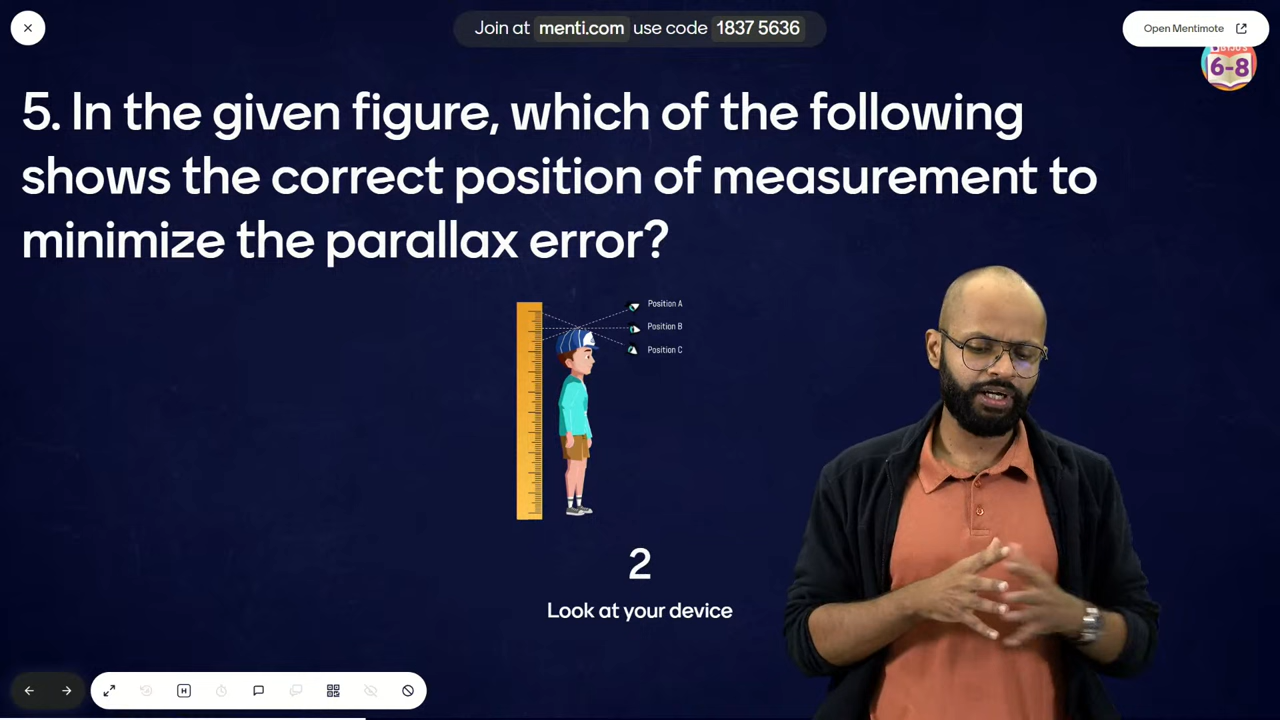 Join at menti.com use code 1837 5636
Open Mentimote
BYJU'S
6-8
5. In the given figure, which of the following
shows the correct position of measurement to
minimize the parallax error?
Position A
Position B
Position C
2
Look at your device
H